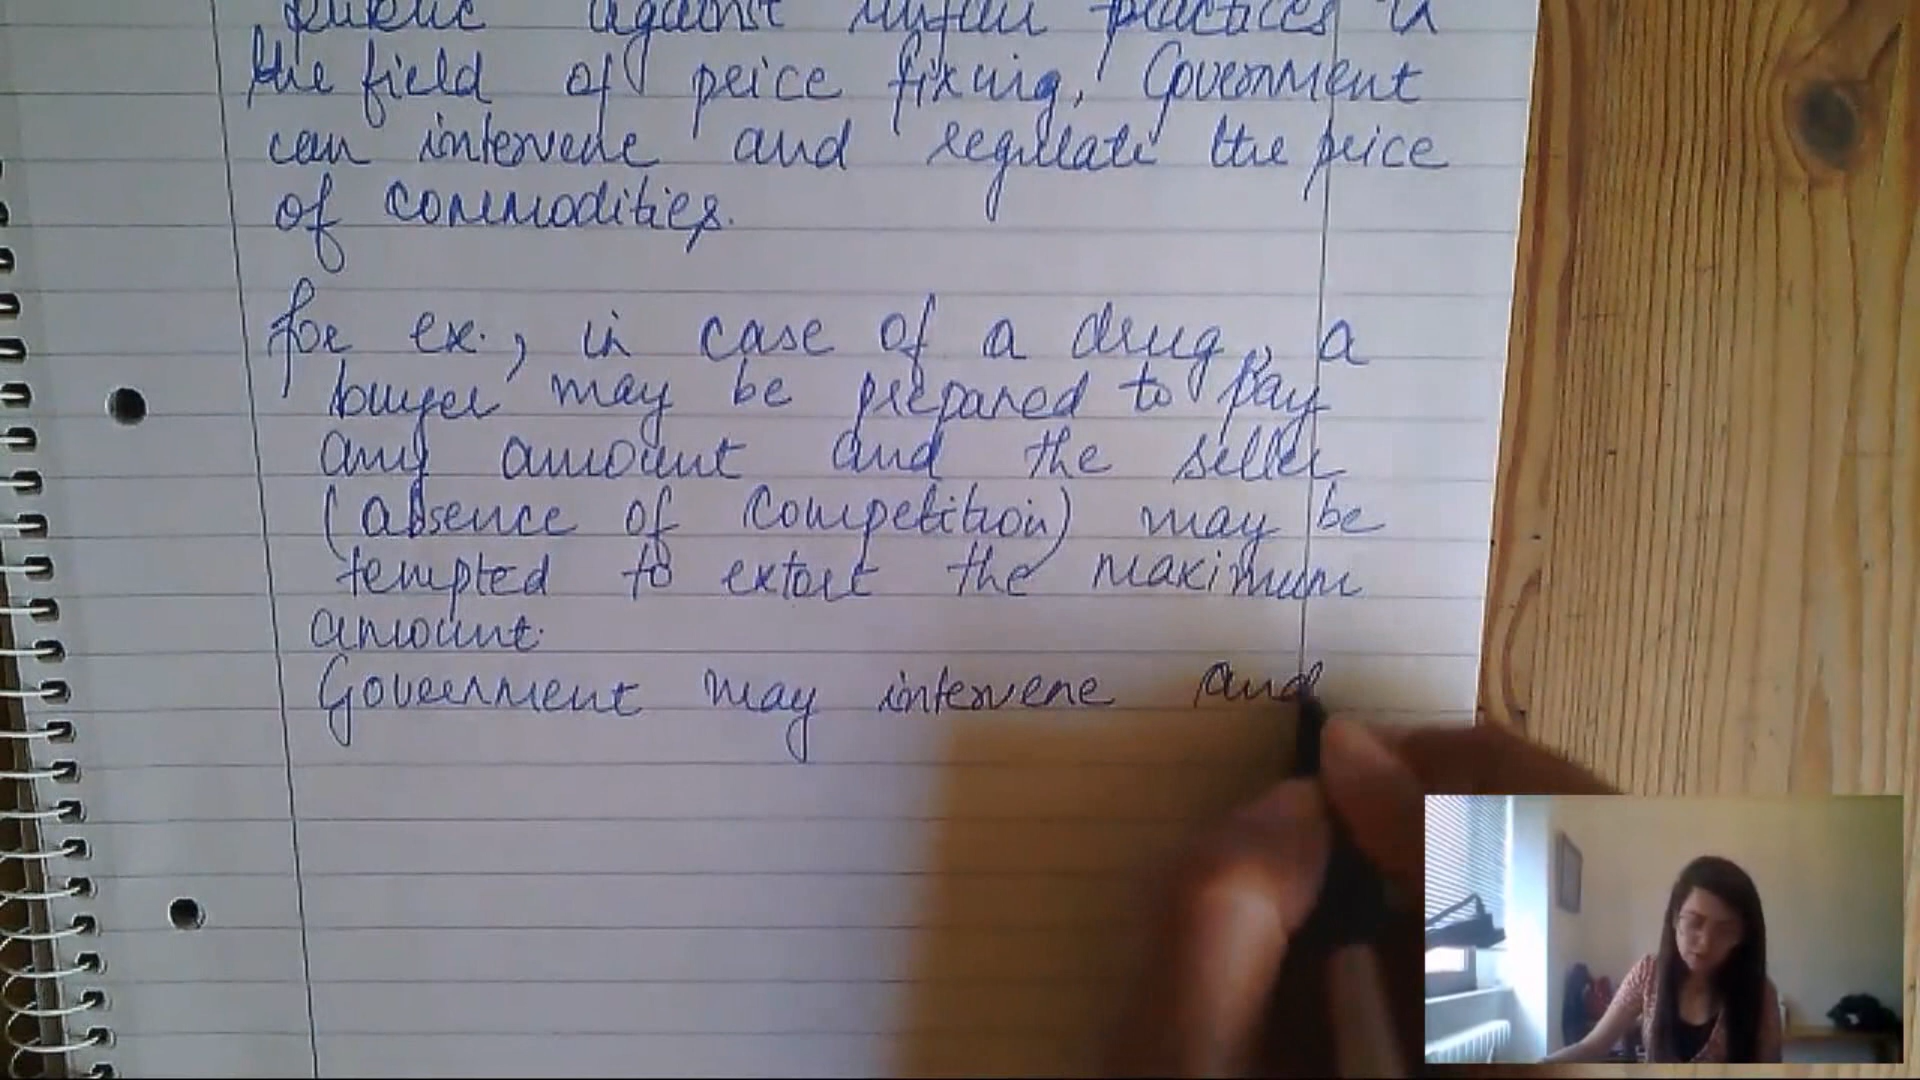 public against unfair practices in
the field of price fixing, Government
can intervene and regulate the price
of commodities.
for ex., in case of a drug, a
buyer may be prepared to pay
any amount and the seller
(absence of competition) may be
tempted to extort the maximum
amount.
Government may intervene and